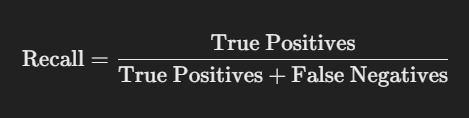 Recall = True Positives / True Positives + False Negatives